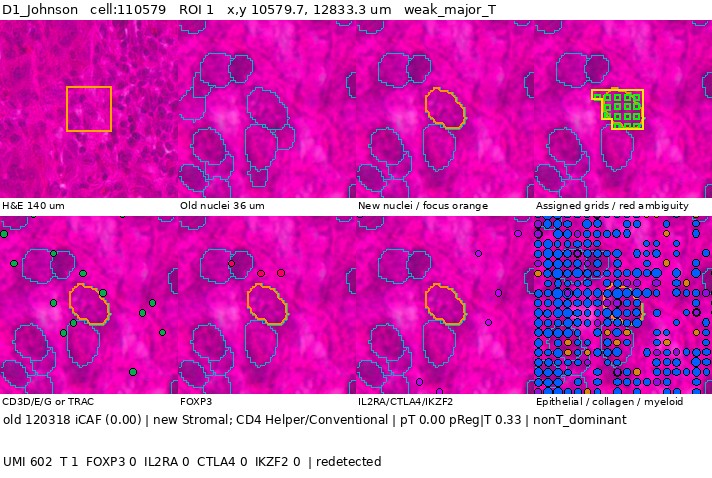 D1_Johnson cell:110579 ROI 1 x,y 10579.7, 12833.3 um weak_major_T
H&E 140 um
Old nuclei 36 um
New nuclei / focus orange
Assigned grids / red ambiguity
CD3D/E/G or TRAC
FOXP3
IL2RA/CTLA4/IKZF2
Epithelial / collagen / myeloid
old 120318 iCAF (0.00) | new Stromal; CD4 Helper/Conventional | pT 0.00 pReg|T 0.33 | nonT_dominant
UMI 602 T 1 FOXP3 0 IL2RA 0 CTLA4 0 IKZF2 0 | redetected